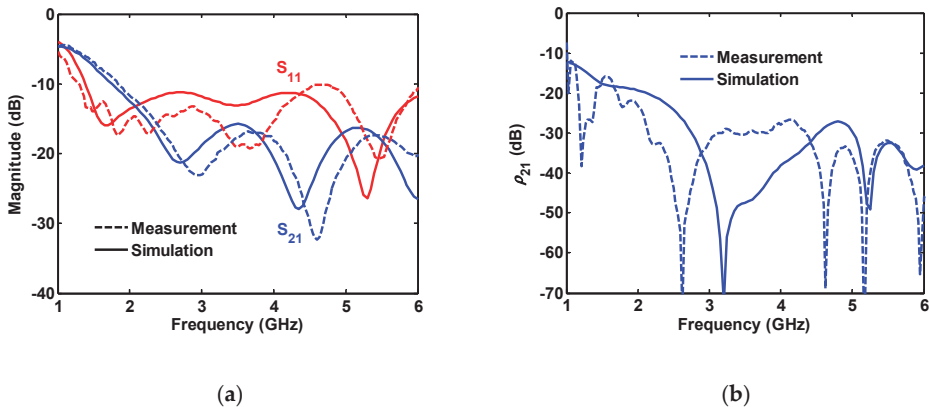 0
-10
-20
-30
-40
Magnitude (dB)
S11
S21
Measurement
Simulation
1 2 3 4 5 6
Frequency (GHz)
(a)
-10
-20
-30
-40
-50
-60
-70
ρ21 (dB)
Measurement
Simulation
1 2 3 4 5 6
Frequency (GHz)
(b)